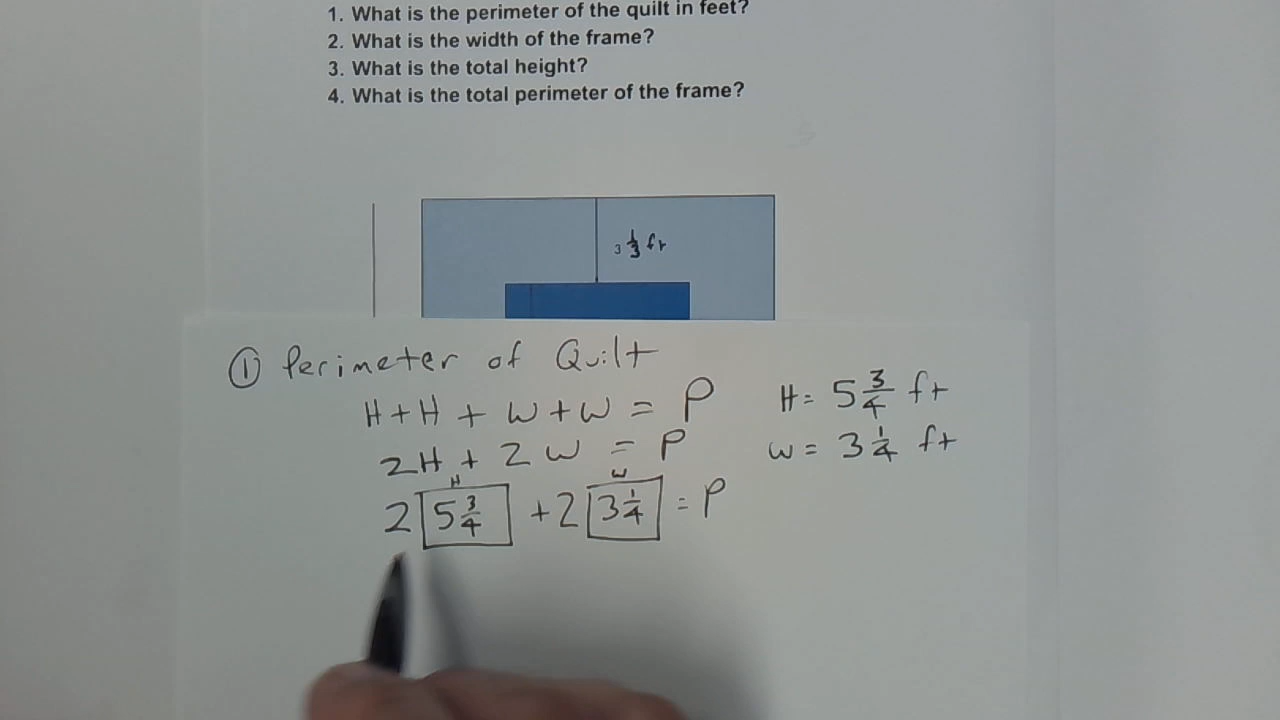 1. What is the perimeter of the quilt in feet?
2. What is the width of the frame?
3. What is the total height?
4. What is the total perimeter of the frame?
3 1/3 ft
① Perimeter of Quilt
H + H + W + W = P
H = 5 3/4 ft
2H + 2W = P
W = 3 1/4 ft
H W
2 5 3/4 + 2 3 1/4 = P